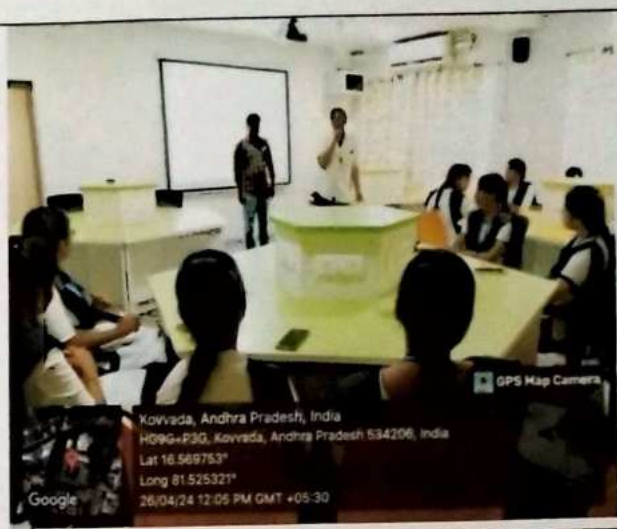 GPS Map Camera
Kovvada, Andhra Pradesh, India
HG9G+P3G, Kovvada, Andhra Pradesh 534206, India
Lat 16.569753°
Long 81.525321°
26/04/24 12:05 PM GMT +05:30
Google